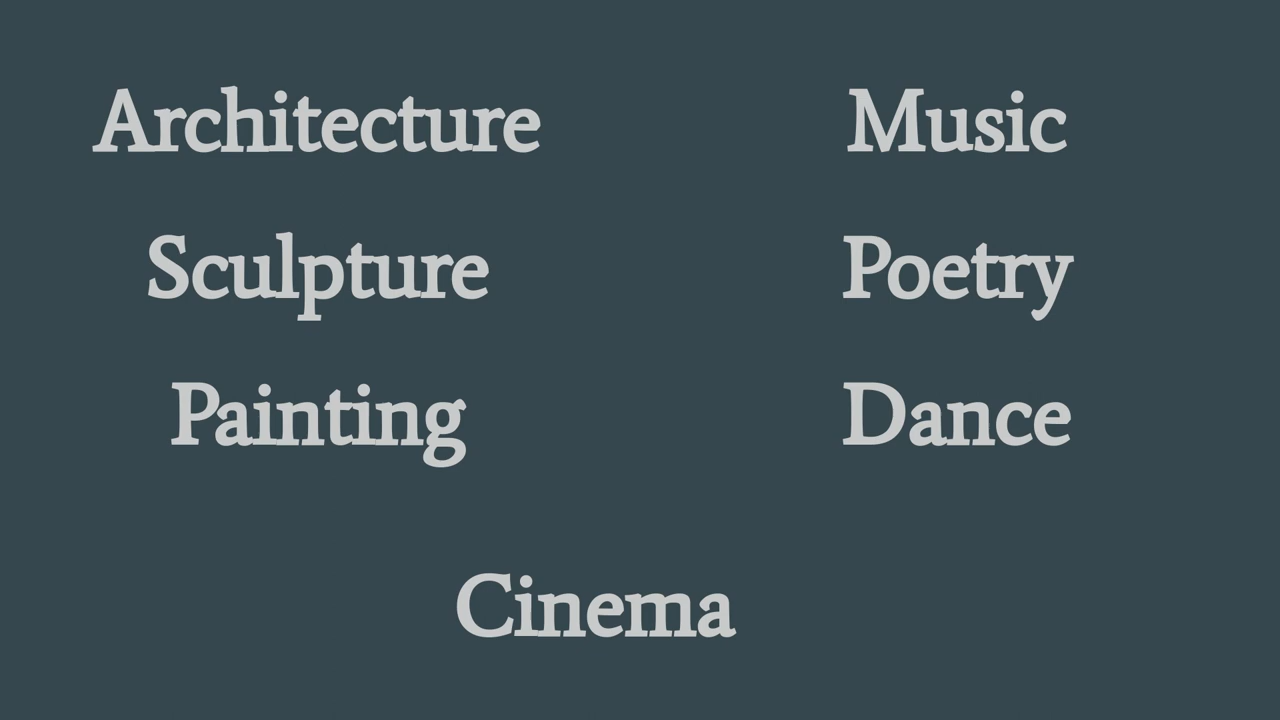 Architecture
Music
Sculpture
Poetry
Painting
Dance
Cinema